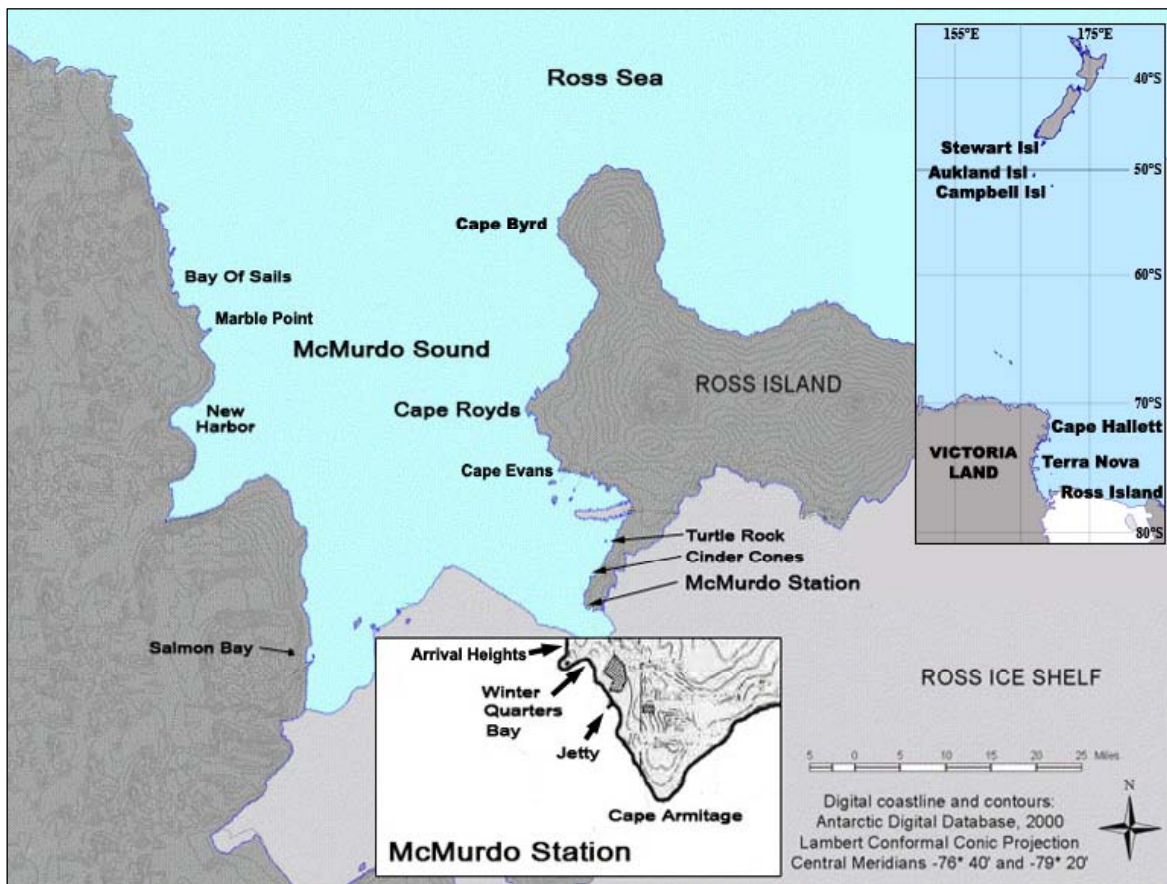 Ross Sea
Cape Byrd
Bay Of Sails
Marble Point
McMurdo Sound
ROSS ISLAND
Cape Royds
New
Harbor
Cape Evans
Turtle Rock
Cinder Cones
McMurdo Station
Salmon Bay
ROSS ICE SHELF
Arrival Heights
Winter
Quarters
Bay
Jetty
Cape Armitage
McMurdo Station
155°E 175°E
40°S
Stewart Isl
Aukland Isl
50°S
Campbell Isl
60°S
70°S
Cape Hallett
VICTORIA
LAND
Terra Nova
Ross Island
80°S
5 0 5 10 15 20 25 Miles
N
Digital coastline and contours:
Antarctic Digital Database, 2000
Lambert Conformal Conic Projection
Central Meridians -76* 40' and -79* 20'